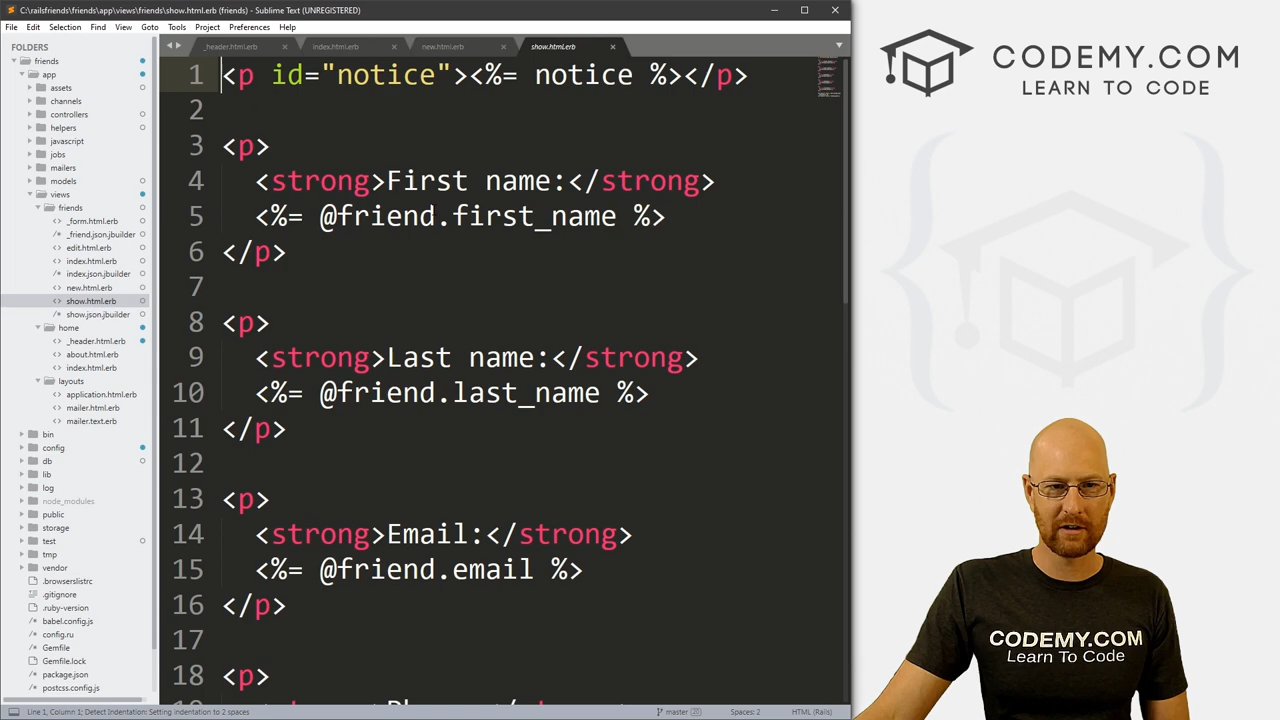 C:\railsfriends\friends\app\views\friends\show.html.erb (friends) - Sublime Text (UNREGISTERED)
File Edit Selection Find View Goto Tools Project Preferences Help
FOLDERS
friends
app
assets
channels
controllers
helpers
javascript
jobs
mailers
models
views
friends
_form.html.erb
_friend.json.jbuilder
edit.html.erb
index.html.erb
index.json.jbuilder
new.html.erb
show.html.erb
show.json.jbuilder
home
_header.html.erb
about.html.erb
index.html.erb
layouts
application.html.erb
mailer.html.erb
mailer.text.erb
bin
config
db
lib
log
node_modules
public
storage
test
tmp
vendor
.browserslistrc
.gitignore
.ruby-version
babel.config.js
config.ru
Gemfile
Gemfile.lock
package.json
postcss.config.js
_header.html.erb index.html.erb new.html.erb show.html.erb
1 <p id="notice"><%= notice %></p>
2
3 <p>
4 <strong>First name:</strong>
5 <%= @friend.first_name %>
6 </p>
7
8 <p>
9 <strong>Last name:</strong>
10 <%= @friend.last_name %>
11 </p>
12
13 <p>
14 <strong>Email:</strong>
15 <%= @friend.email %>
16 </p>
17
18 <p>
Line 1, Column 1; Detect Indentation: Setting indentation to 2 spaces
master 20 Spaces: 2 HTML (Rails)
CODEMY.COM
LEARN TO CODE
CODEMY.COM
Learn To Code